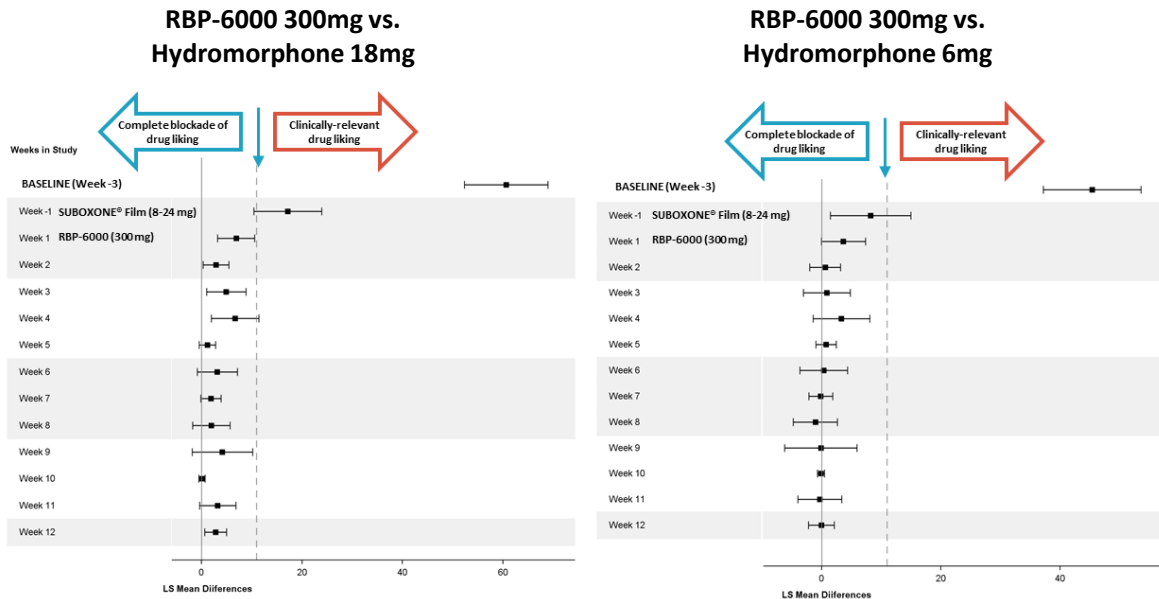 RBP-6000 300mg vs.
Hydromorphone 18mg
Complete blockade of
drug liking
Clinically-relevant
drug liking
Weeks in Study
BASELINE (Week -3)
Week -1 SUBOXONE® Film (8-24 mg)
Week 1 RBP-6000 (300 mg)
Week 2
Week 3
Week 4
Week 5
Week 6
Week 7
Week 8
Week 9
Week 10
Week 11
Week 12
0 20 40 60
LS Mean Diiferences
RBP-6000 300mg vs.
Hydromorphone 6mg
Complete blockade of
drug liking
Clinically-relevant
drug liking
BASELINE (Week -3)
Week -1 SUBOXONE® Film (8-24 mg)
Week 1 RBP-6000 (300 mg)
Week 2
Week 3
Week 4
Week 5
Week 6
Week 7
Week 8
Week 9
Week 10
Week 11
Week 12
0 20 40
LS Mean Diiferences